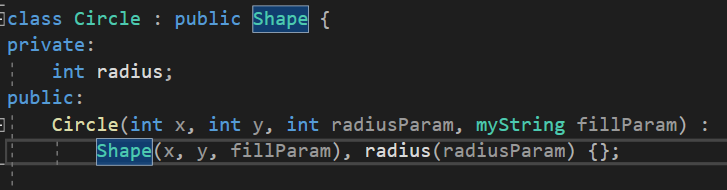 class Circle : public Shape {
private:
int radius;
public:
Circle(int x, int y, int radiusParam, myString fillParam) :
Shape(x, y, fillParam), radius(radiusParam) {};